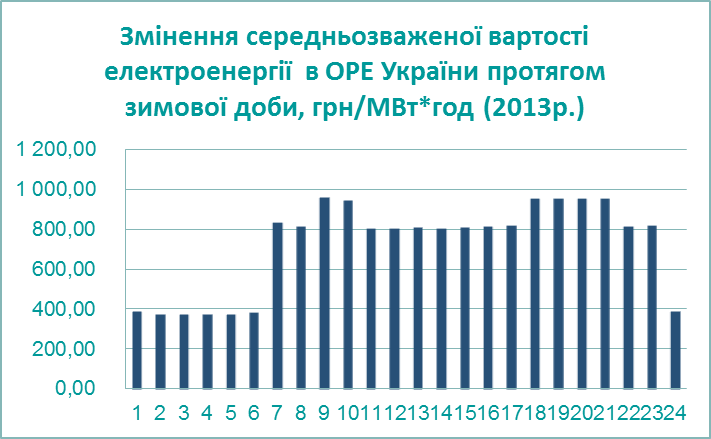 Змінення середньозваженої вартості
електроенергії в ОРЕ України протягом
зимової доби, грн/МВт*год (2013р.)
1 200,00
1 000,00
800,00
600,00
400,00
200,00
0,00
1 2 3 4 5 6 7 8 9 10 11 12 13 14 15 16 17 18 19 20 21 22 23 24